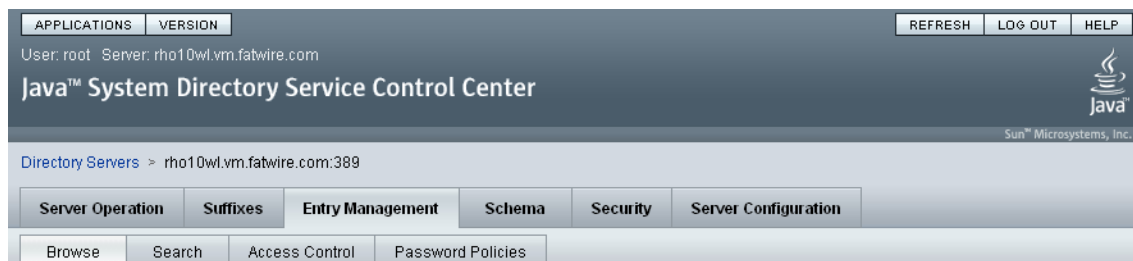 APPLICATIONS VERSION REFRESH LOG OUT HELP
User: root Server: rho10wl.vm.fatwire.com
Java™ System Directory Service Control Center
Java™
Sun™ Microsystems, Inc.
Directory Servers > rho10wl.vm.fatwire.com:389
Server Operation Suffixes Entry Management Schema Security Server Configuration
Browse Search Access Control Password Policies